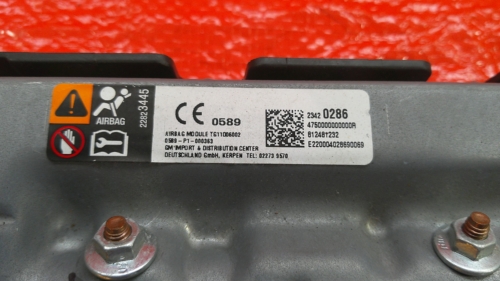 AIRBAG
22823445
CE 0589
AIRBAG MODULE TG11D06002
0589 - P1 - 000363
GM IMPORT & DISTRIBUTION CENTER
DEUTSCHLAND GmbH, KERPEN TEL: 02273 5570
2342 0286
4750000000000R
812481232
E220004028690069